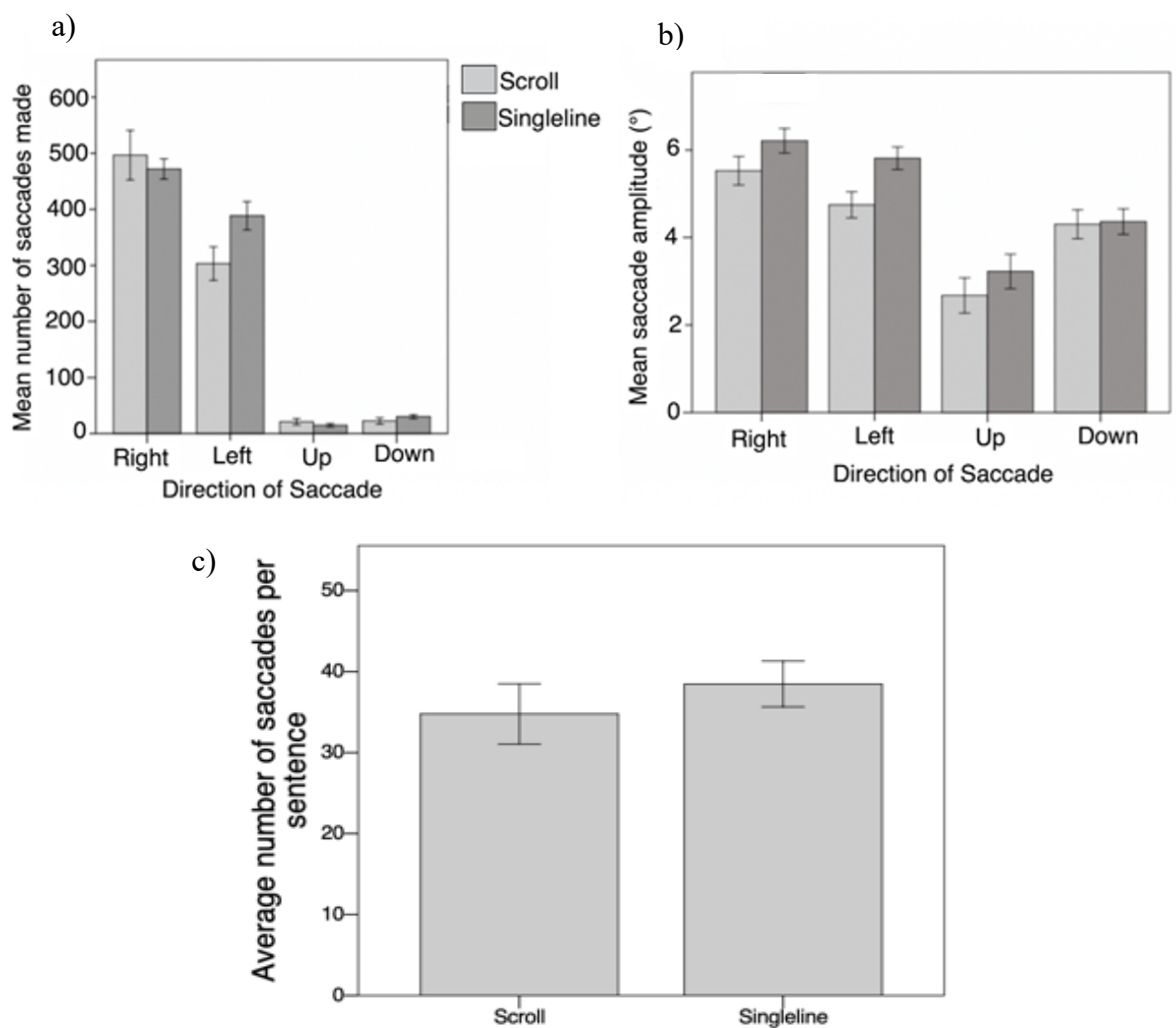 a)
Mean number of saccades made
600
500
400
300
200
100
0
Right Left Up Down
Direction of Saccade
Scroll
Singleline
b)
Mean saccade amplitude (°)
6
4
2
0
Right Left Up Down
Direction of Saccade
c)
Average number of saccades per
sentence
50
40
30
20
10
0
Scroll Singleline